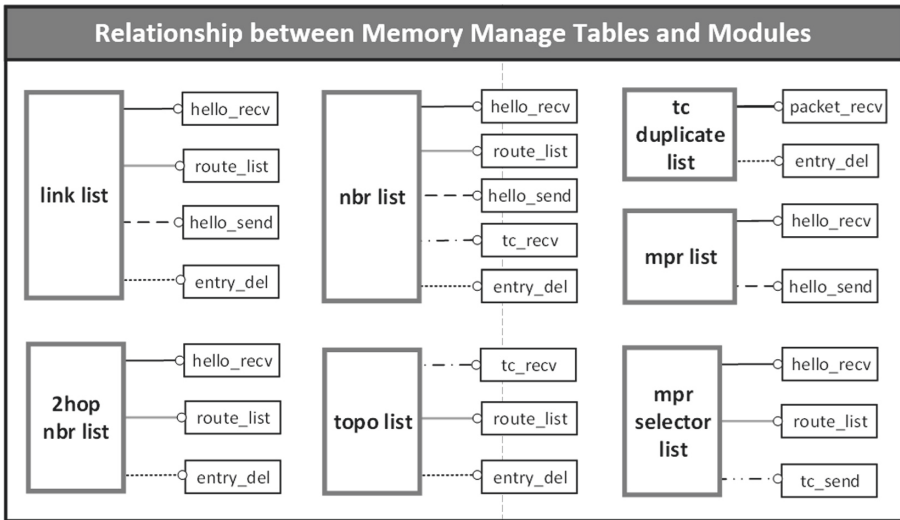 Relationship between Memory Manage Tables and Modules
link list
hello_recv
route_list
hello_send
entry_del
nbr list
hello_recv
route_list
hello_send
tc_recv
entry_del
tc
duplicate
list
packet_recv
entry_del
mpr list
hello_recv
hello_send
2hop
nbr list
hello_recv
route_list
entry_del
topo list
tc_recv
route_list
entry_del
mpr
selector
list
hello_recv
route_list
tc_send